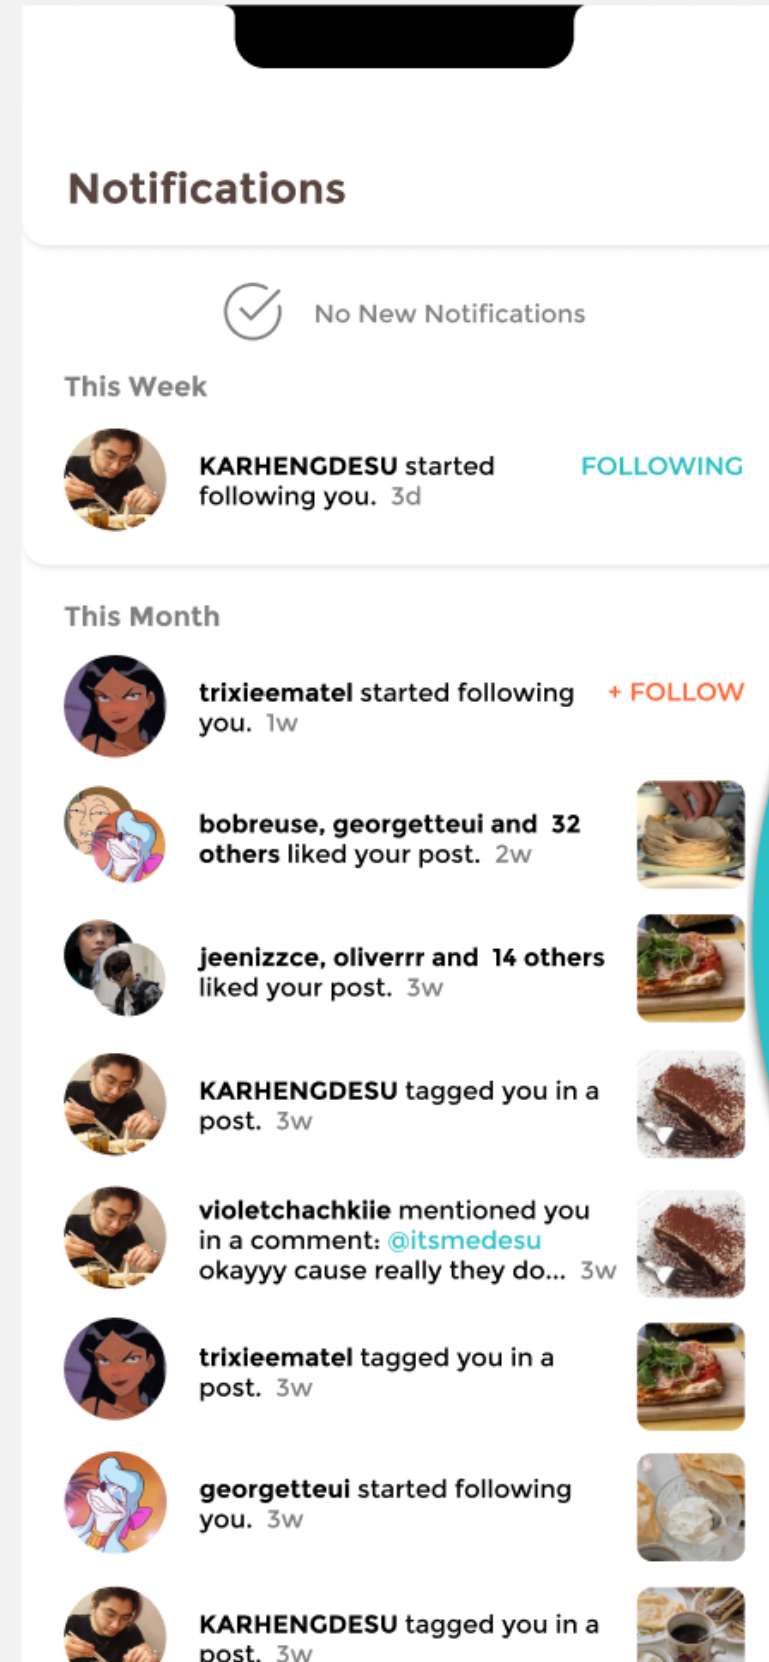 Notifications
No New Notifications
This Week
KARHENGDESU started
following you. 3d
FOLLOWING
This Month
trixieematel started following
you. 1w
+ FOLLOW
bobreuse, georgetteui and 32
others liked your post. 2w
jeenizzce, oliverrr and 14 others
liked your post. 3w
KARHENGDESU tagged you in a
post. 3w
violetchachkiie mentioned you
in a comment: @itsmedesu
okayyy cause really they do... 3w
trixieematel tagged you in a
post. 3w
georgetteui started following
you. 3w
KARHENGDESU tagged you in a
post. 3w